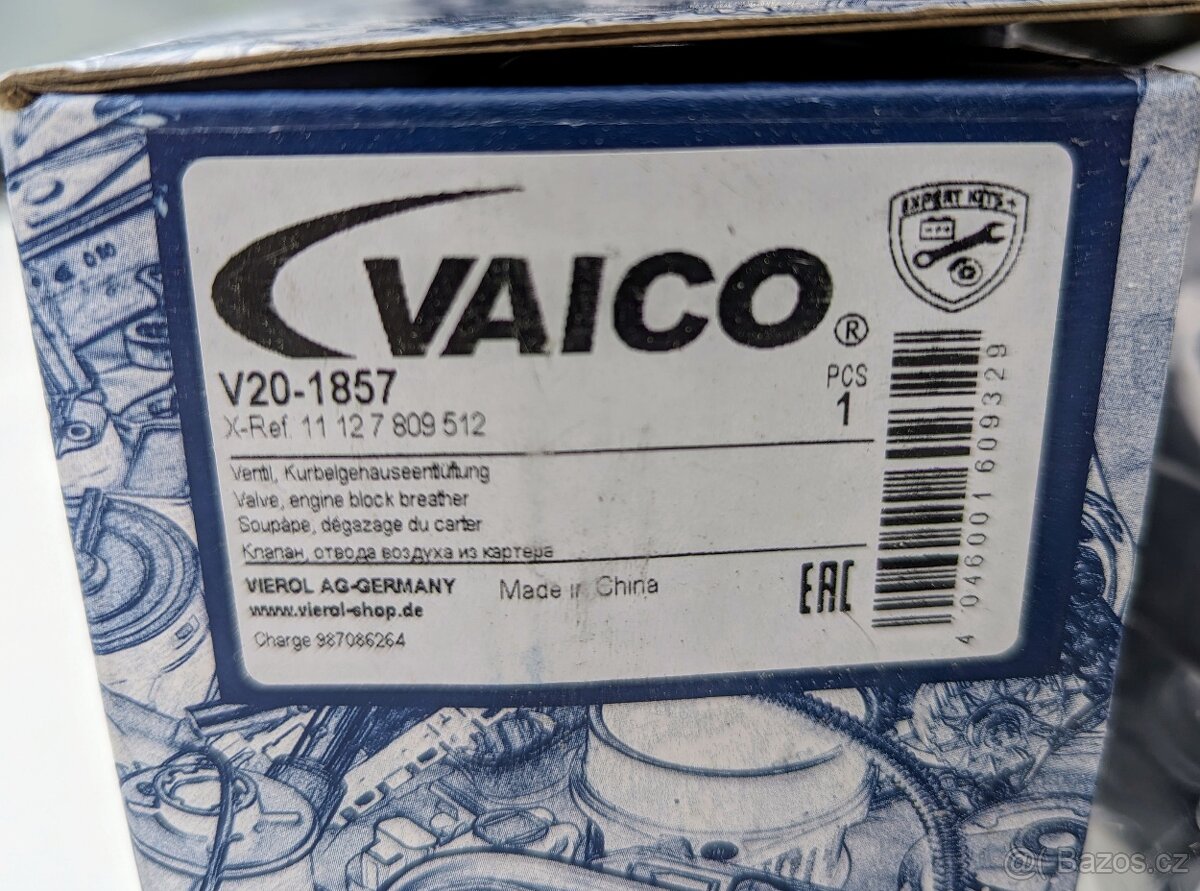 EXPERT KITS+
VAICO®
V20-1857
PCS
1
X-Ref. 11 12 7 809 512
Ventil, Kurbelgehauseentlüftung
Valve, engine block breather
Soupape, dégazage du carter
Клапан, отвода воздуха из картера
VIEROL AG-GERMANY
Made in China
EAC
www.vierol-shop.de
Charge 987086264
4 046001 609329
Bazos.cz